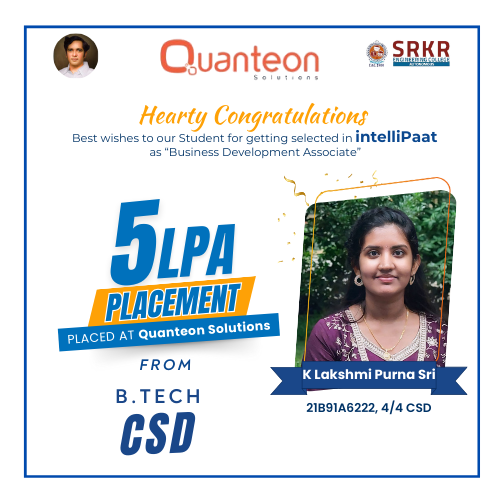 Quanteon
Solutions
SRKR
ENGINEERING COLLEGE
AUTONOMOUS
Hearty Congratulations
Best wishes to our Student for getting selected in intelliPaat
as “Business Development Associate”
5LPA
PLACEMENT
PLACED AT Quanteon Solutions
FROM
B.TECH
CSD
K Lakshmi Purna Sri
21B91A6222, 4/4 CSD